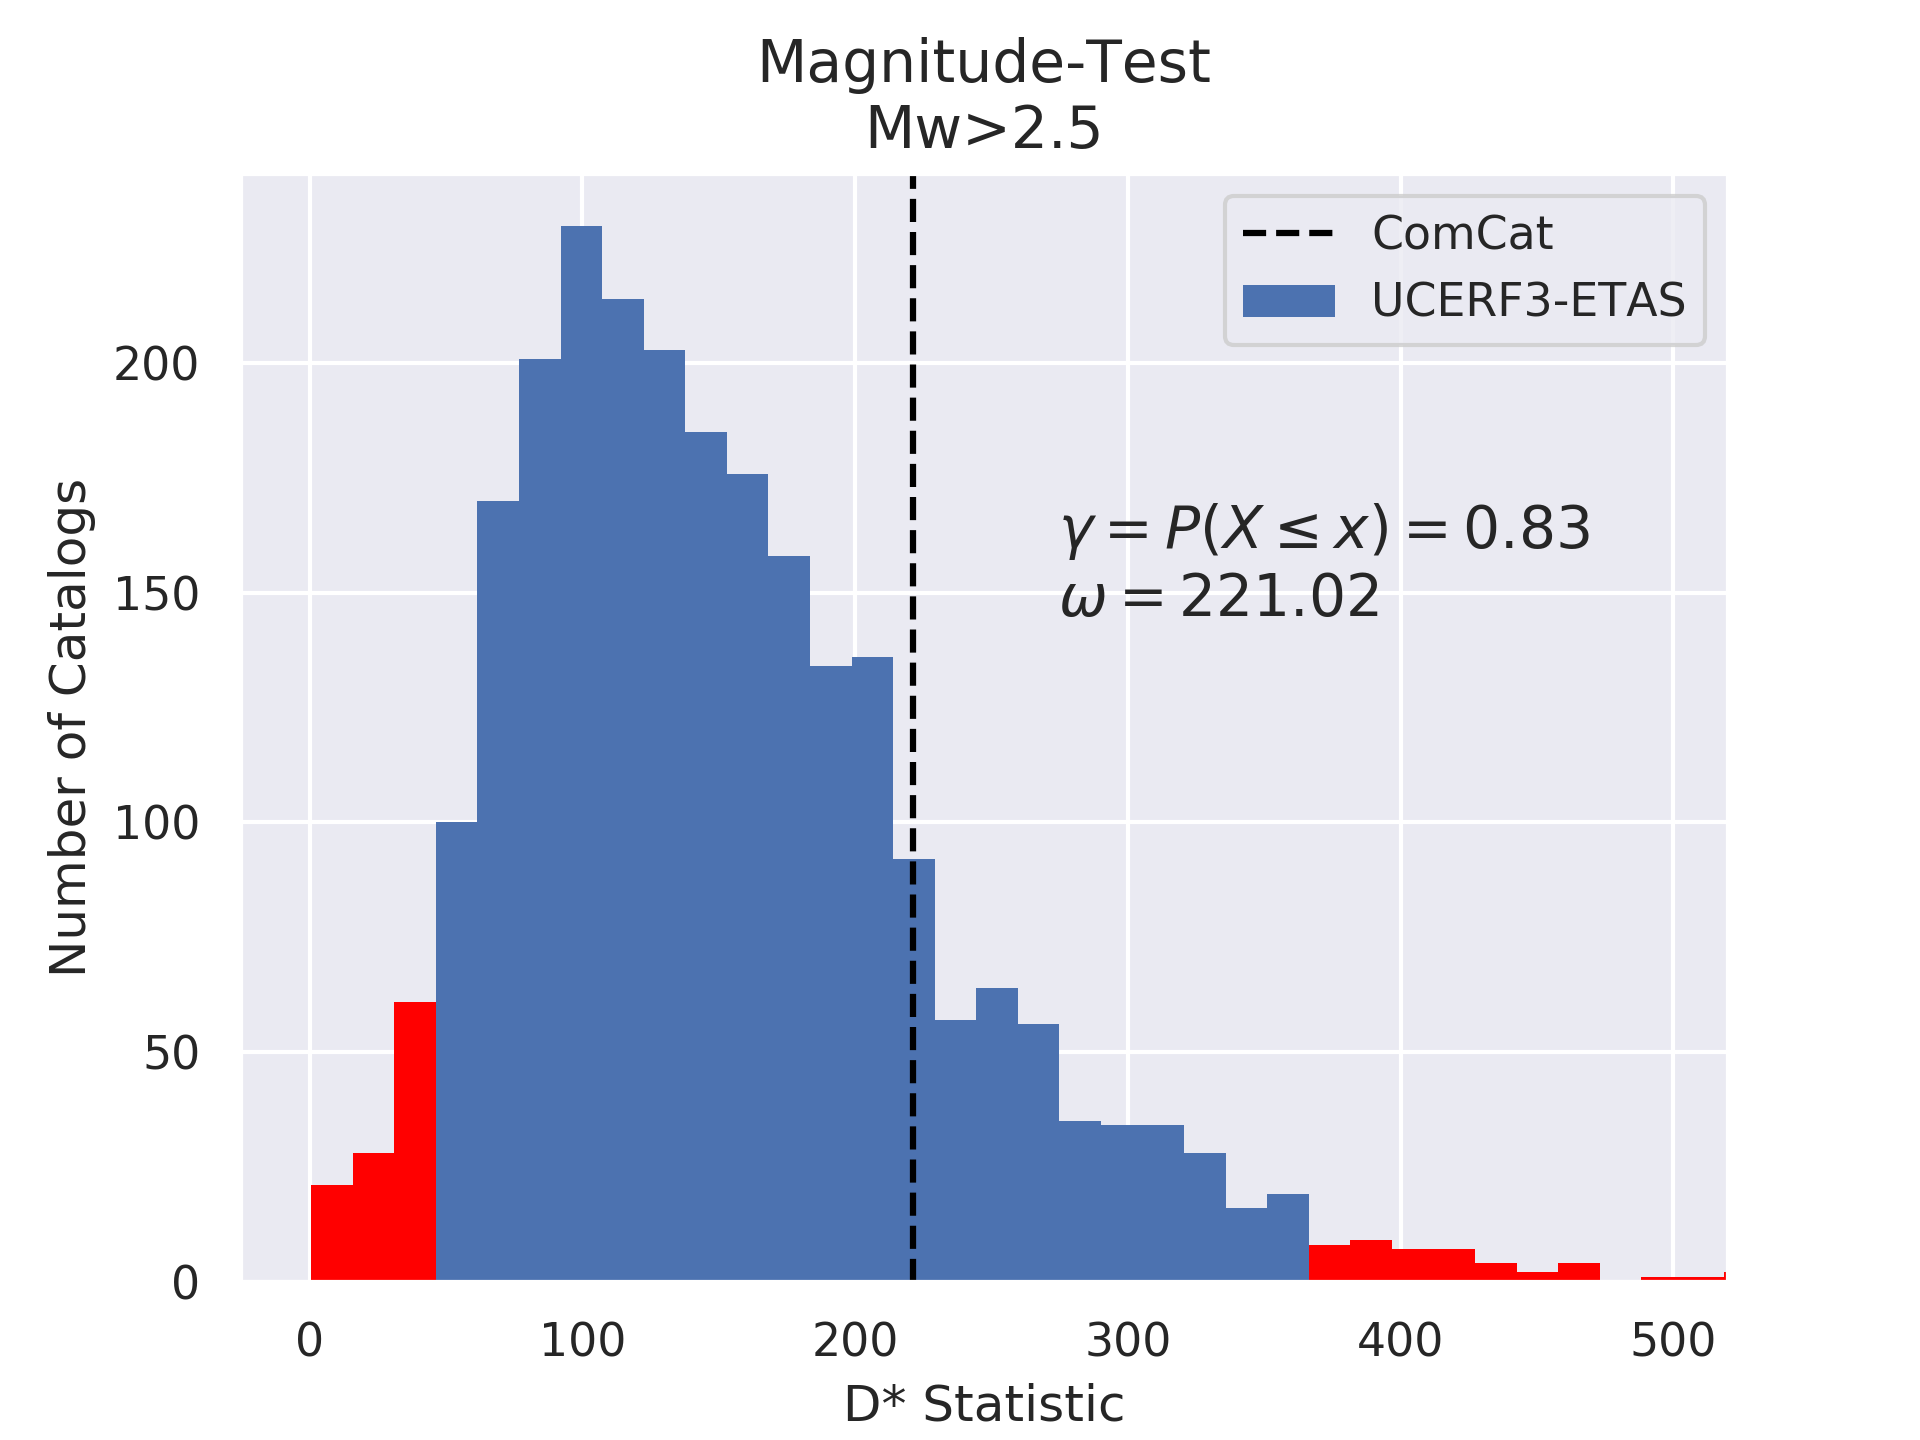 Magnitude-Test
Mw>2.5
ComCat
UCERF3-ETAS
γ = P(X ≤ x) = 0.83
ω = 221.02
Number of Catalogs
200
150
100
50
0
0 100 200 300 400 500
D* Statistic